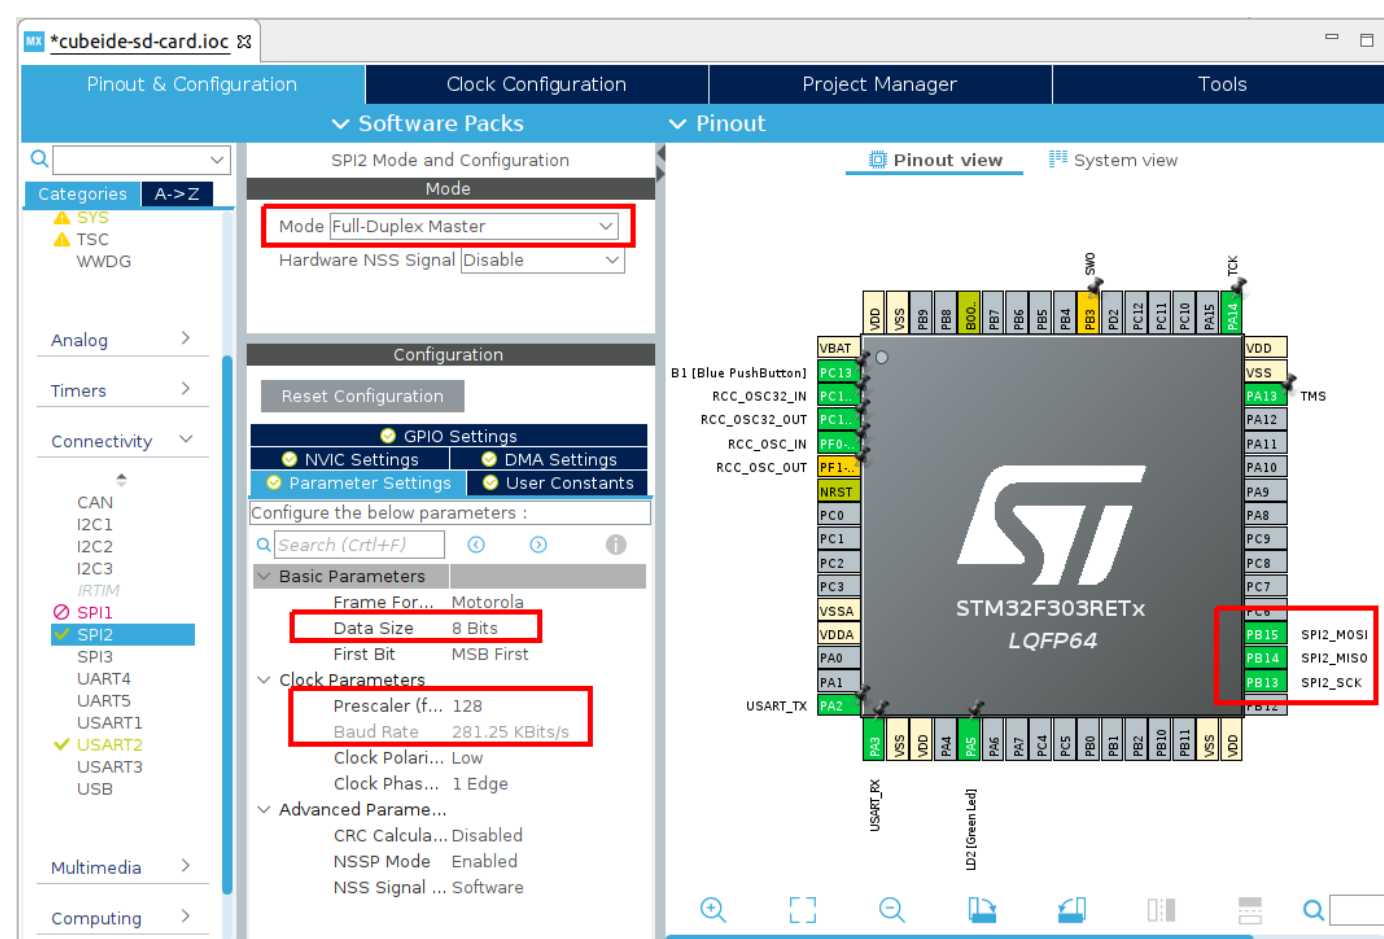 MX *cubeide-sd-card.ioc
Pinout & Configuration
Clock Configuration
Project Manager
Tools
Software Packs
Pinout
Categories
A->Z
SYS
TSC
WWDG
Analog
Timers
Connectivity
CAN
I2C1
I2C2
I2C3
IRTIM
SPI1
SPI2
SPI3
UART4
UART5
USART1
USART2
USART3
USB
Multimedia
Computing
SPI2 Mode and Configuration
Mode
Mode Full-Duplex Master
Hardware NSS Signal Disable
Configuration
Reset Configuration
GPIO Settings
NVIC Settings
DMA Settings
Parameter Settings
User Constants
Configure the below parameters :
Search (Crtl+F)
Basic Parameters
Frame For... Motorola
Data Size 8 Bits
First Bit MSB First
Clock Parameters
Prescaler (f... 128
Baud Rate 281.25 KBits/s
Clock Polari... Low
Clock Phas... 1 Edge
Advanced Parame...
CRC Calcula... Disabled
NSSP Mode Enabled
NSS Signal ... Software
Pinout view
System view
SWO
TCK
VDD
VSS
PB9
PB8
BOO..
PB7
PB6
PB5
PB4
PB3
PD2
PC12
PC11
PC10
PA15
PA14
VBAT
B1 [Blue PushButton] PC13
RCC_OSC32_IN PC1..
RCC_OSC32_OUT PC1..
RCC_OSC_IN PF0-..
RCC_OSC_OUT PF1-..
NRST
PC0
PC1
PC2
PC3
VSSA
VDDA
PA0
PA1
USART_TX PA2
STM32F303RETx
LQFP64
VDD
VSS
PA13 TMS
PA12
PA11
PA10
PA9
PA8
PC9
PC8
PC7
PC6
PB15 SPI2_MOSI
PB14 SPI2_MISO
PB13 SPI2_SCK
PB12
PA3
VSS
VDD
PA4
PA5
PA6
PA7
PC4
PC5
PB0
PB1
PB2
PB10
PB11
VSS
VDD
USART_RX
LD2 [Green Led]